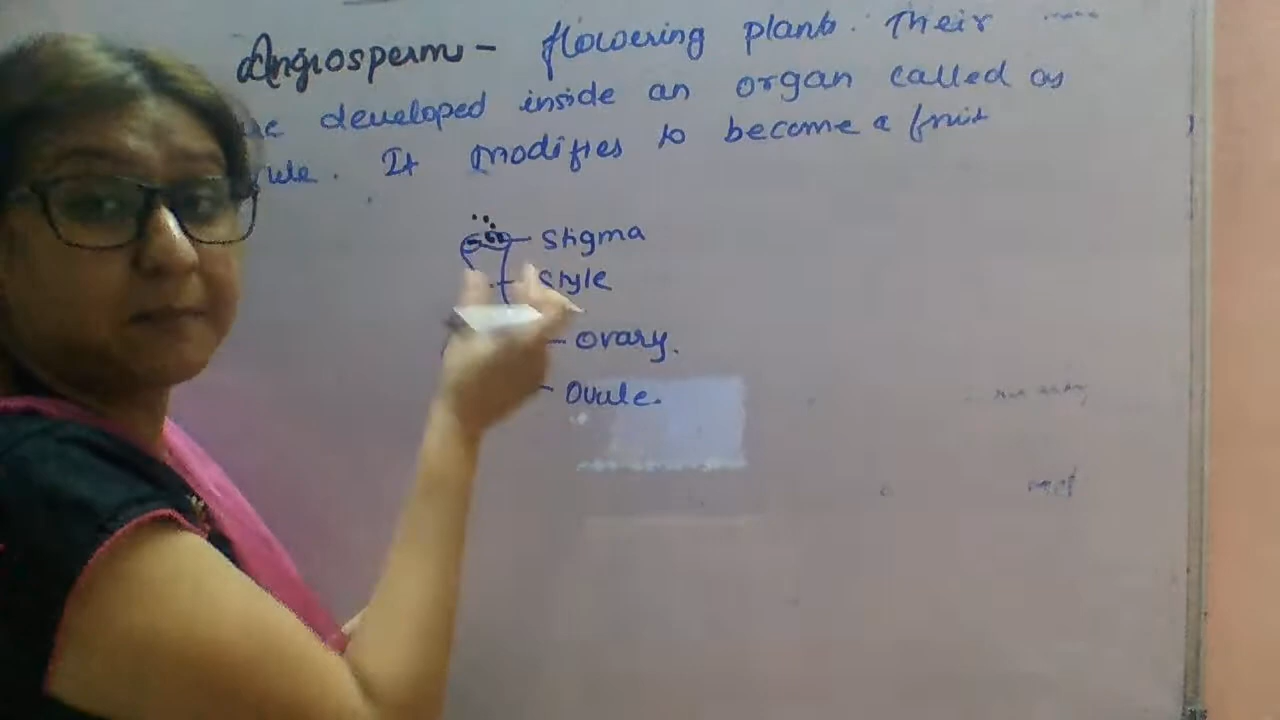 Angiosperm - flowering plants. Their
developed inside an organ called as
ule. It modifies to become a fruit
Stigma
Style
Ovary.
Ovule.